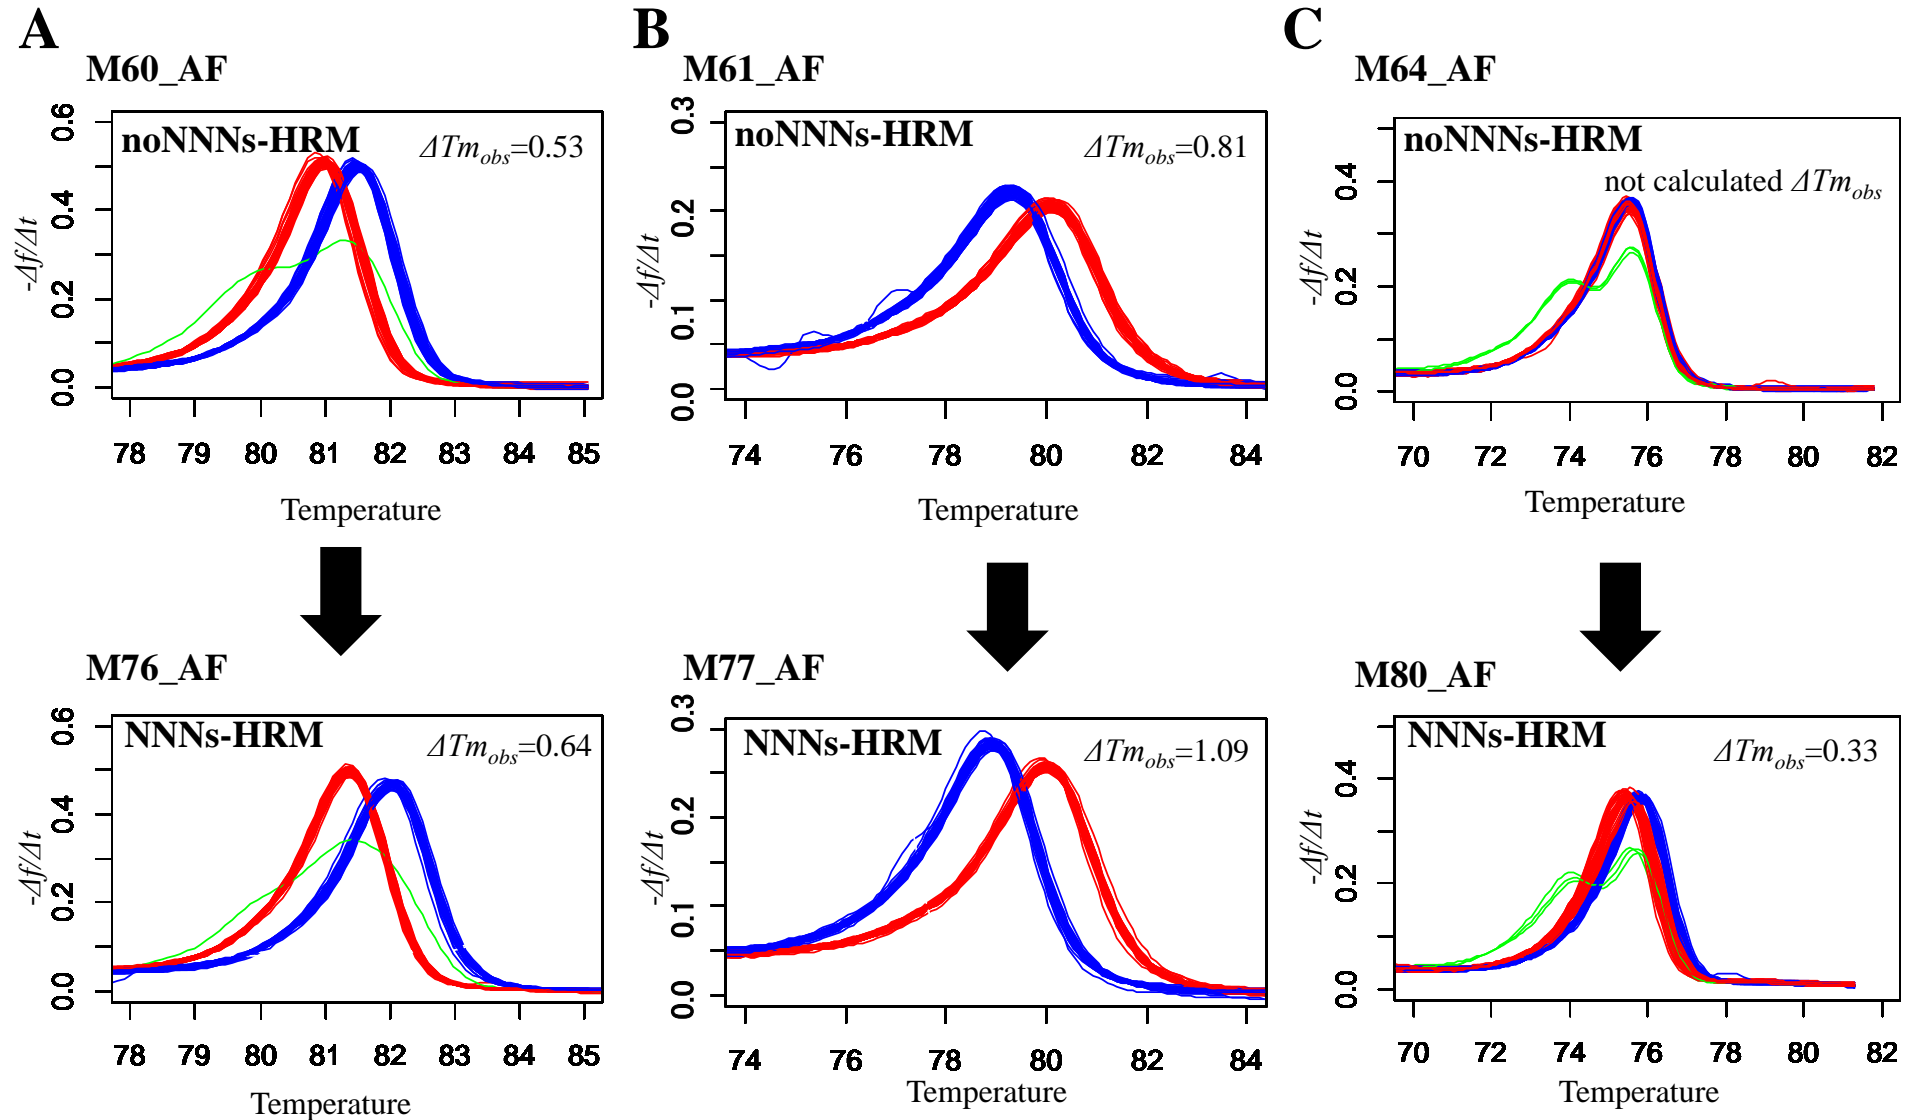 A
M60_AF
noNNNs-HRM
ΔTm_obs=0.53
-Δf/Δt
0.0 0.2 0.4 0.6
78 79 80 81 82 83 84 85
Temperature
B
M61_AF
noNNNs-HRM
ΔTm_obs=0.81
-Δf/Δt
0.0 0.1 0.2 0.3
74 76 78 80 82 84
Temperature
C
M64_AF
noNNNs-HRM
not calculated ΔTm_obs
-Δf/Δt
0.0 0.2 0.4
70 72 74 76 78 80 82
Temperature
M76_AF
NNNs-HRM
ΔTm_obs=0.64
-Δf/Δt
0.0 0.2 0.4 0.6
78 79 80 81 82 83 84 85
Temperature
M77_AF
NNNs-HRM
ΔTm_obs=1.09
-Δf/Δt
0.0 0.1 0.2 0.3
74 76 78 80 82 84
Temperature
M80_AF
NNNs-HRM
ΔTm_obs=0.33
-Δf/Δt
0.0 0.2 0.4
70 72 74 76 78 80 82
Temperature